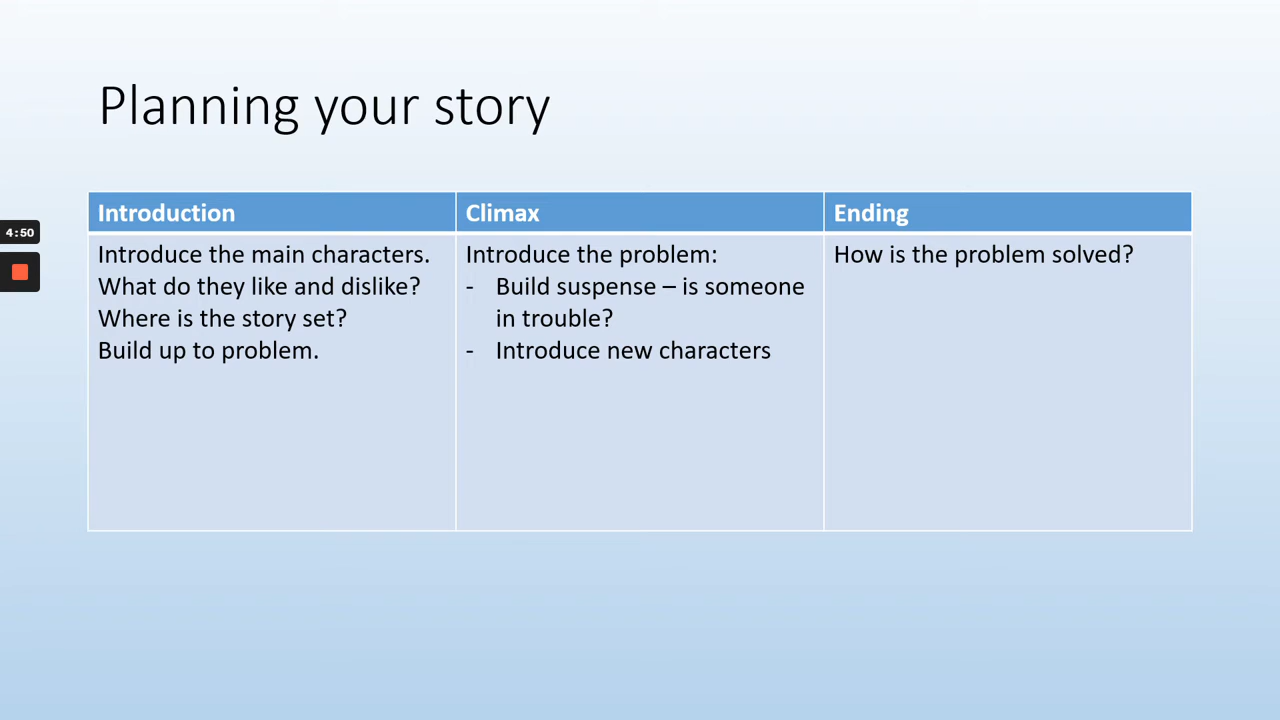 Planning your story
4:50
Introduction
Introduce the main characters.
What do they like and dislike?
Where is the story set?
Build up to problem.
Climax
Introduce the problem:
- Build suspense – is someone
in trouble?
- Introduce new characters
Ending
How is the problem solved?